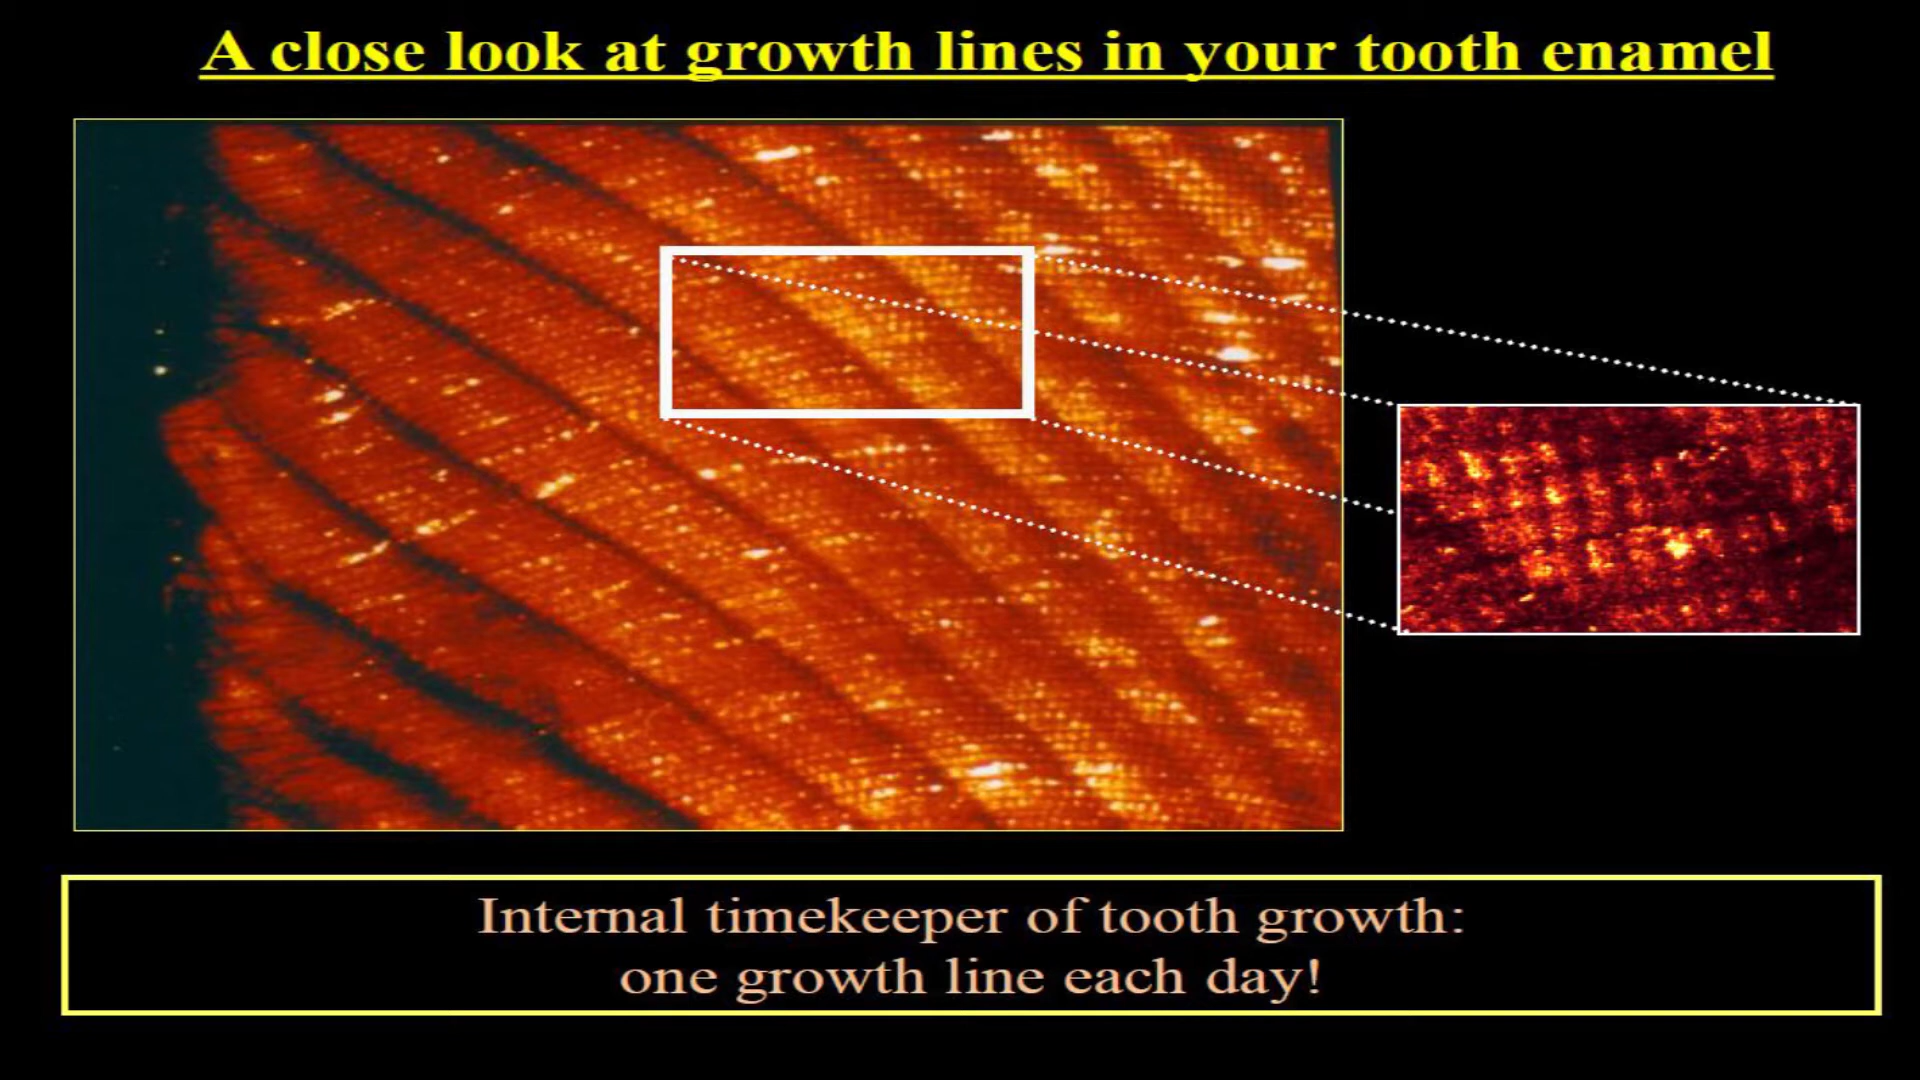 A close look at growth lines in your tooth enamel
Internal timekeeper of tooth growth:
one growth line each day!